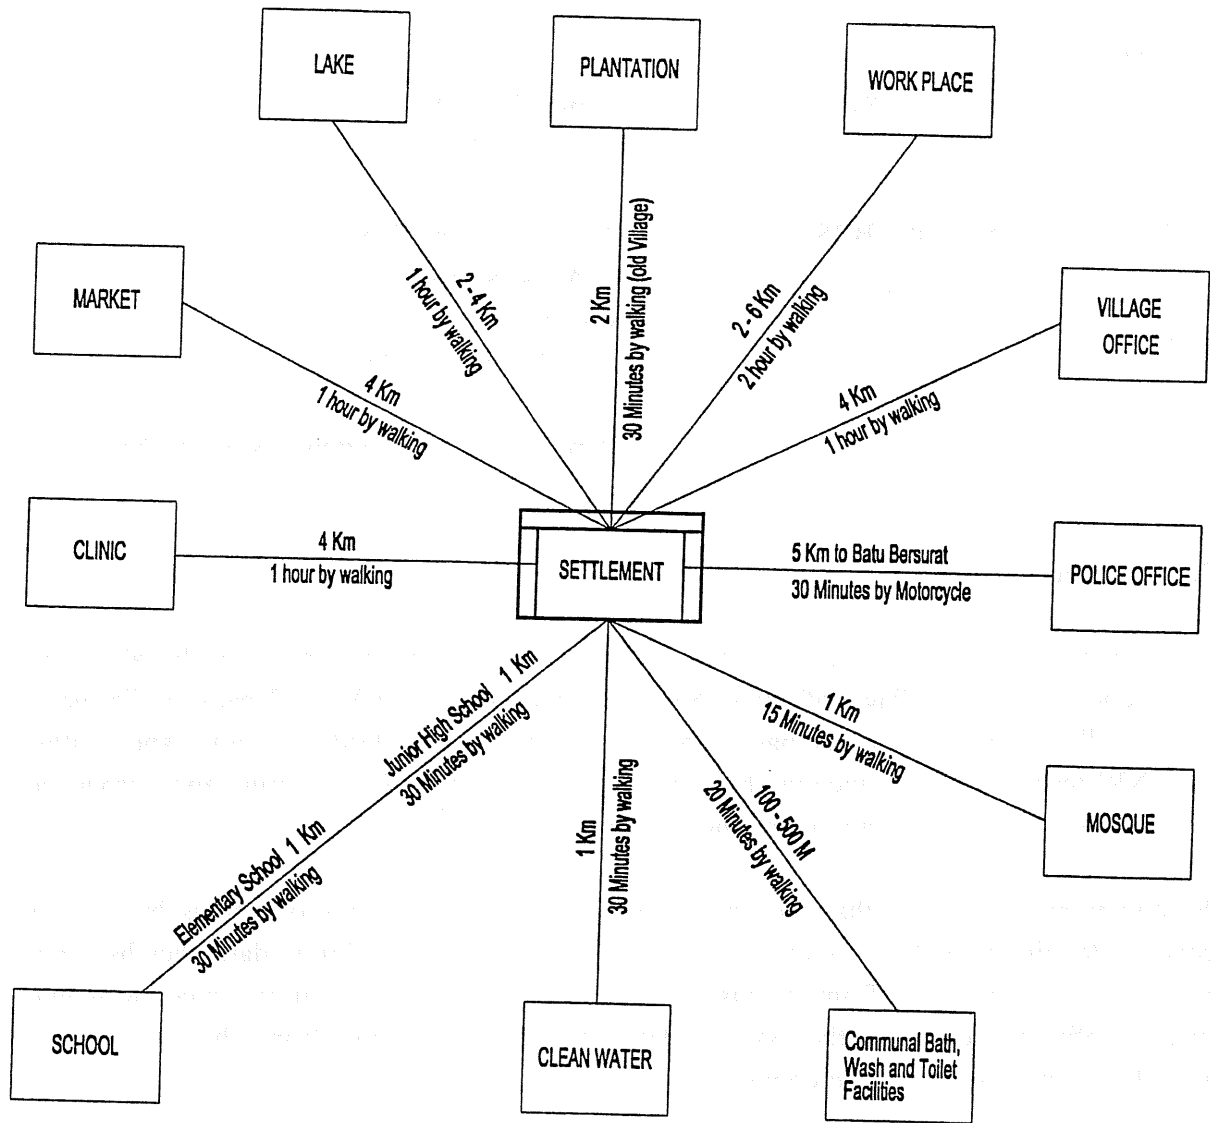 LAKE
PLANTATION
WORK PLACE
MARKET
VILLAGE
OFFICE
2 - 4 Km
1 hour by walking
2 Km
30 Minutes by walking (old Village)
2 - 6 Km
2 hour by walking
4 Km
1 hour by walking
4 Km
1 hour by walking
CLINIC
4 Km
1 hour by walking
SETTLEMENT
5 Km to Batu Bersurat
30 Minutes by Motorcycle
POLICE OFFICE
Junior High School 1 Km
30 Minutes by walking
Elementary School 1 Km
30 Minutes by walking
1 Km
30 Minutes by walking
100 - 500 M
20 Minutes by walking
1 Km
15 Minutes by walking
MOSQUE
SCHOOL
CLEAN WATER
Communal Bath,
Wash and Toilet
Facilities